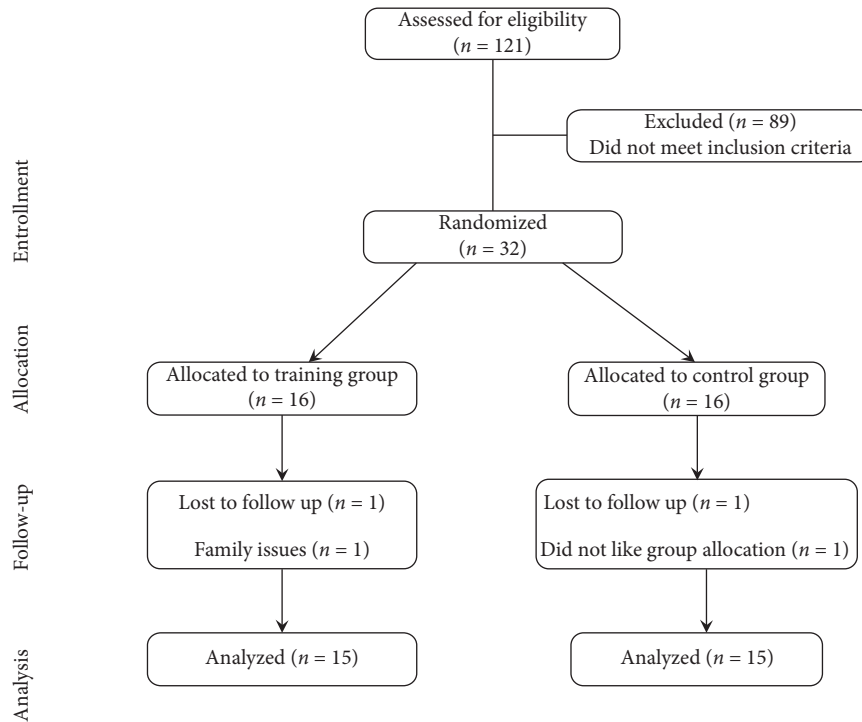 Assessed for eligibility
(n = 121)
Excluded (n = 89)
Did not meet inclusion criteria
Entrollment
Randomized
(n = 32)
Allocation
Allocated to training group
(n = 16)
Allocated to control group
(n = 16)
Follow-up
Lost to follow up (n = 1)
Family issues (n = 1)
Lost to follow up (n = 1)
Did not like group allocation (n = 1)
Analysis
Analyzed (n = 15)
Analyzed (n = 15)